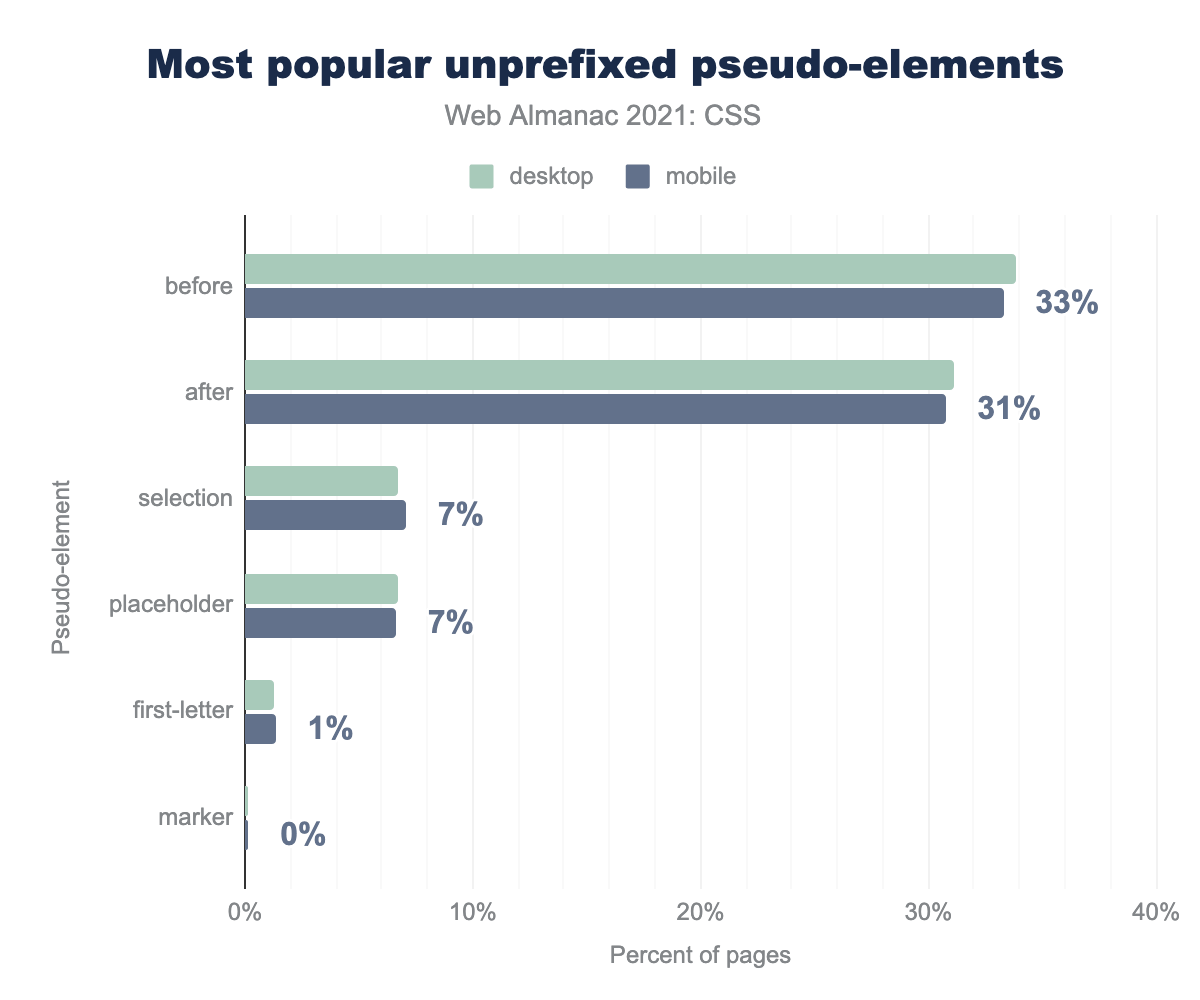 Most popular unprefixed pseudo-elements
Web Almanac 2021: CSS
desktop
mobile
Pseudo-element
before
33%
after
31%
selection
7%
placeholder
7%
first-letter
1%
marker
0%
0%
10%
20%
30%
40%
Percent of pages